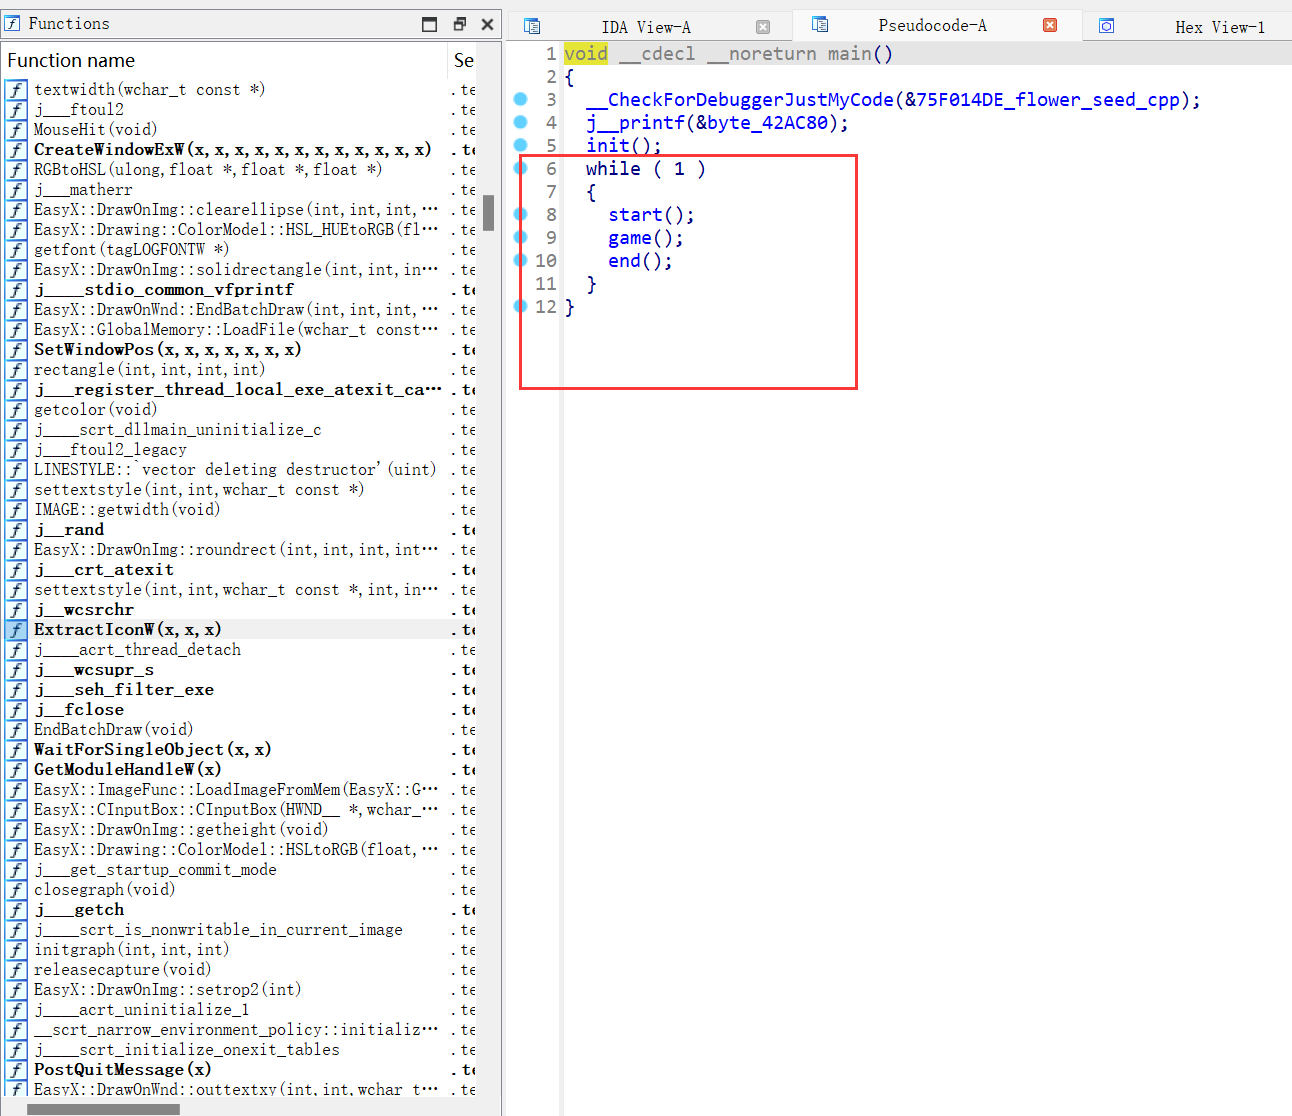 Functions
Function name Se
textwidth(wchar_t const *) .te
j___ftoul2 .te
MouseHit(void) .te
CreateWindowExW(x,x,x,x,x,x,x,x,x,x,x,x) .te
RGBtoHSL(ulong,float *,float *,float *) .te
j___matherr .te
EasyX::DrawOnImg::clearellipse(int,int,int,… .te
EasyX::Drawing::ColorModel::HSL_HUEtoRGB(fl… .te
getfont(tagLOGFONTW *) .te
EasyX::DrawOnImg::solidrectangle(int,int,in… .te
j____stdio_common_vfprintf .te
EasyX::DrawOnWnd::EndBatchDraw(int,int,int,… .te
EasyX::GlobalMemory::LoadFile(wchar_t const… .te
SetWindowPos(x,x,x,x,x,x,x) .te
rectangle(int,int,int,int) .te
j___register_thread_local_exe_atexit_ca… .te
getcolor(void) .te
j____scrt_dllmain_uninitialize_c .te
j___ftoul2_legacy .te
LINESTYLE::`vector deleting destructor'(uint) .te
settextstyle(int,int,wchar_t const *) .te
IMAGE::getwidth(void) .te
j__rand .te
EasyX::DrawOnImg::roundrect(int,int,int,int… .te
j___crt_atexit .te
settextstyle(int,int,wchar_t const *,int,in… .te
j__wcsrchr .te
ExtractIconW(x,x,x) .te
j____acrt_thread_detach .te
j___wcsupr_s .te
j___seh_filter_exe .te
j__fclose .te
EndBatchDraw(void) .te
WaitForSingleObject(x,x) .te
GetModuleHandleW(x) .te
EasyX::ImageFunc::LoadImageFromMem(EasyX::G… .te
EasyX::CInputBox::CInputBox(HWND__ *,wchar_… .te
EasyX::DrawOnImg::getheight(void) .te
EasyX::Drawing::ColorModel::HSLtoRGB(float,… .te
j___get_startup_commit_mode .te
closegraph(void) .te
j___getch .te
j____scrt_is_nonwritable_in_current_image .te
initgraph(int,int,int) .te
releasecapture(void) .te
EasyX::DrawOnImg::setrop2(int) .te
j____acrt_uninitialize_1 .te
__scrt_narrow_environment_policy::initializ… .te
j____scrt_initialize_onexit_tables .te
PostQuitMessage(x) .te
EasyX::DrawOnWnd::outtextxy(int,int,wchar_t… .te
IDA View-A Pseudocode-A Hex View-1
1 void __cdecl __noreturn main()
2 {
3 __CheckForDebuggerJustMyCode(&75F014DE_flower_seed_cpp);
4 j__printf(&byte_42AC80);
5 init();
6 while ( 1 )
7 {
8 start();
9 game();
10 end();
11 }
12 }